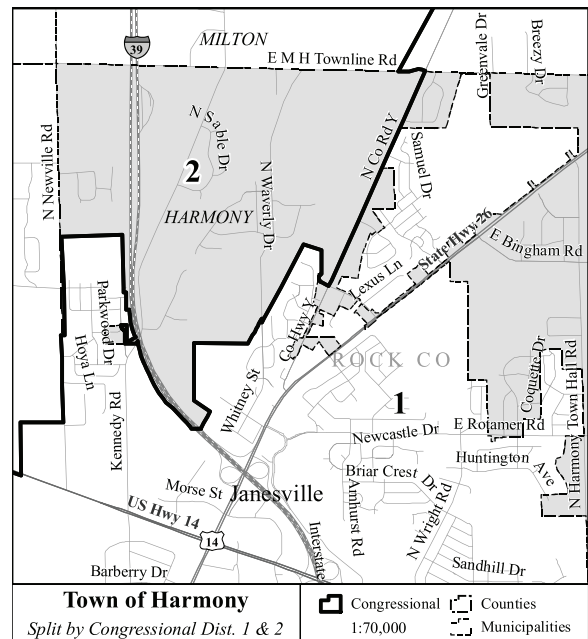 39
MILTON
E M H Townline Rd
Greenvale Dr
Breezy Dr
N Newville Rd
N Sable Dr
2
N Waverly Dr
N Co Rd Y
Samuel Dr
HARMONY
State Hwy 26
E Bingham Rd
Lexus Ln
Parkwood Dr
Hoya Ln
Co Hwy Y
ROCK CO
Coquette Dr
N Harmony Town Hall Rd
Whitney St
1
Kennedy Rd
Newcastle Dr
E Rotamer Rd
Huntington Ave
Briar Crest Dr
Morse St
Janesville
Amhurst Rd
N Wright Rd
US Hwy 14
14
Interstate
Barberry Dr
Sandhill Dr
Town of Harmony
Split by Congressional Dist. 1 & 2
Congressional
Counties
1:70,000
Municipalities